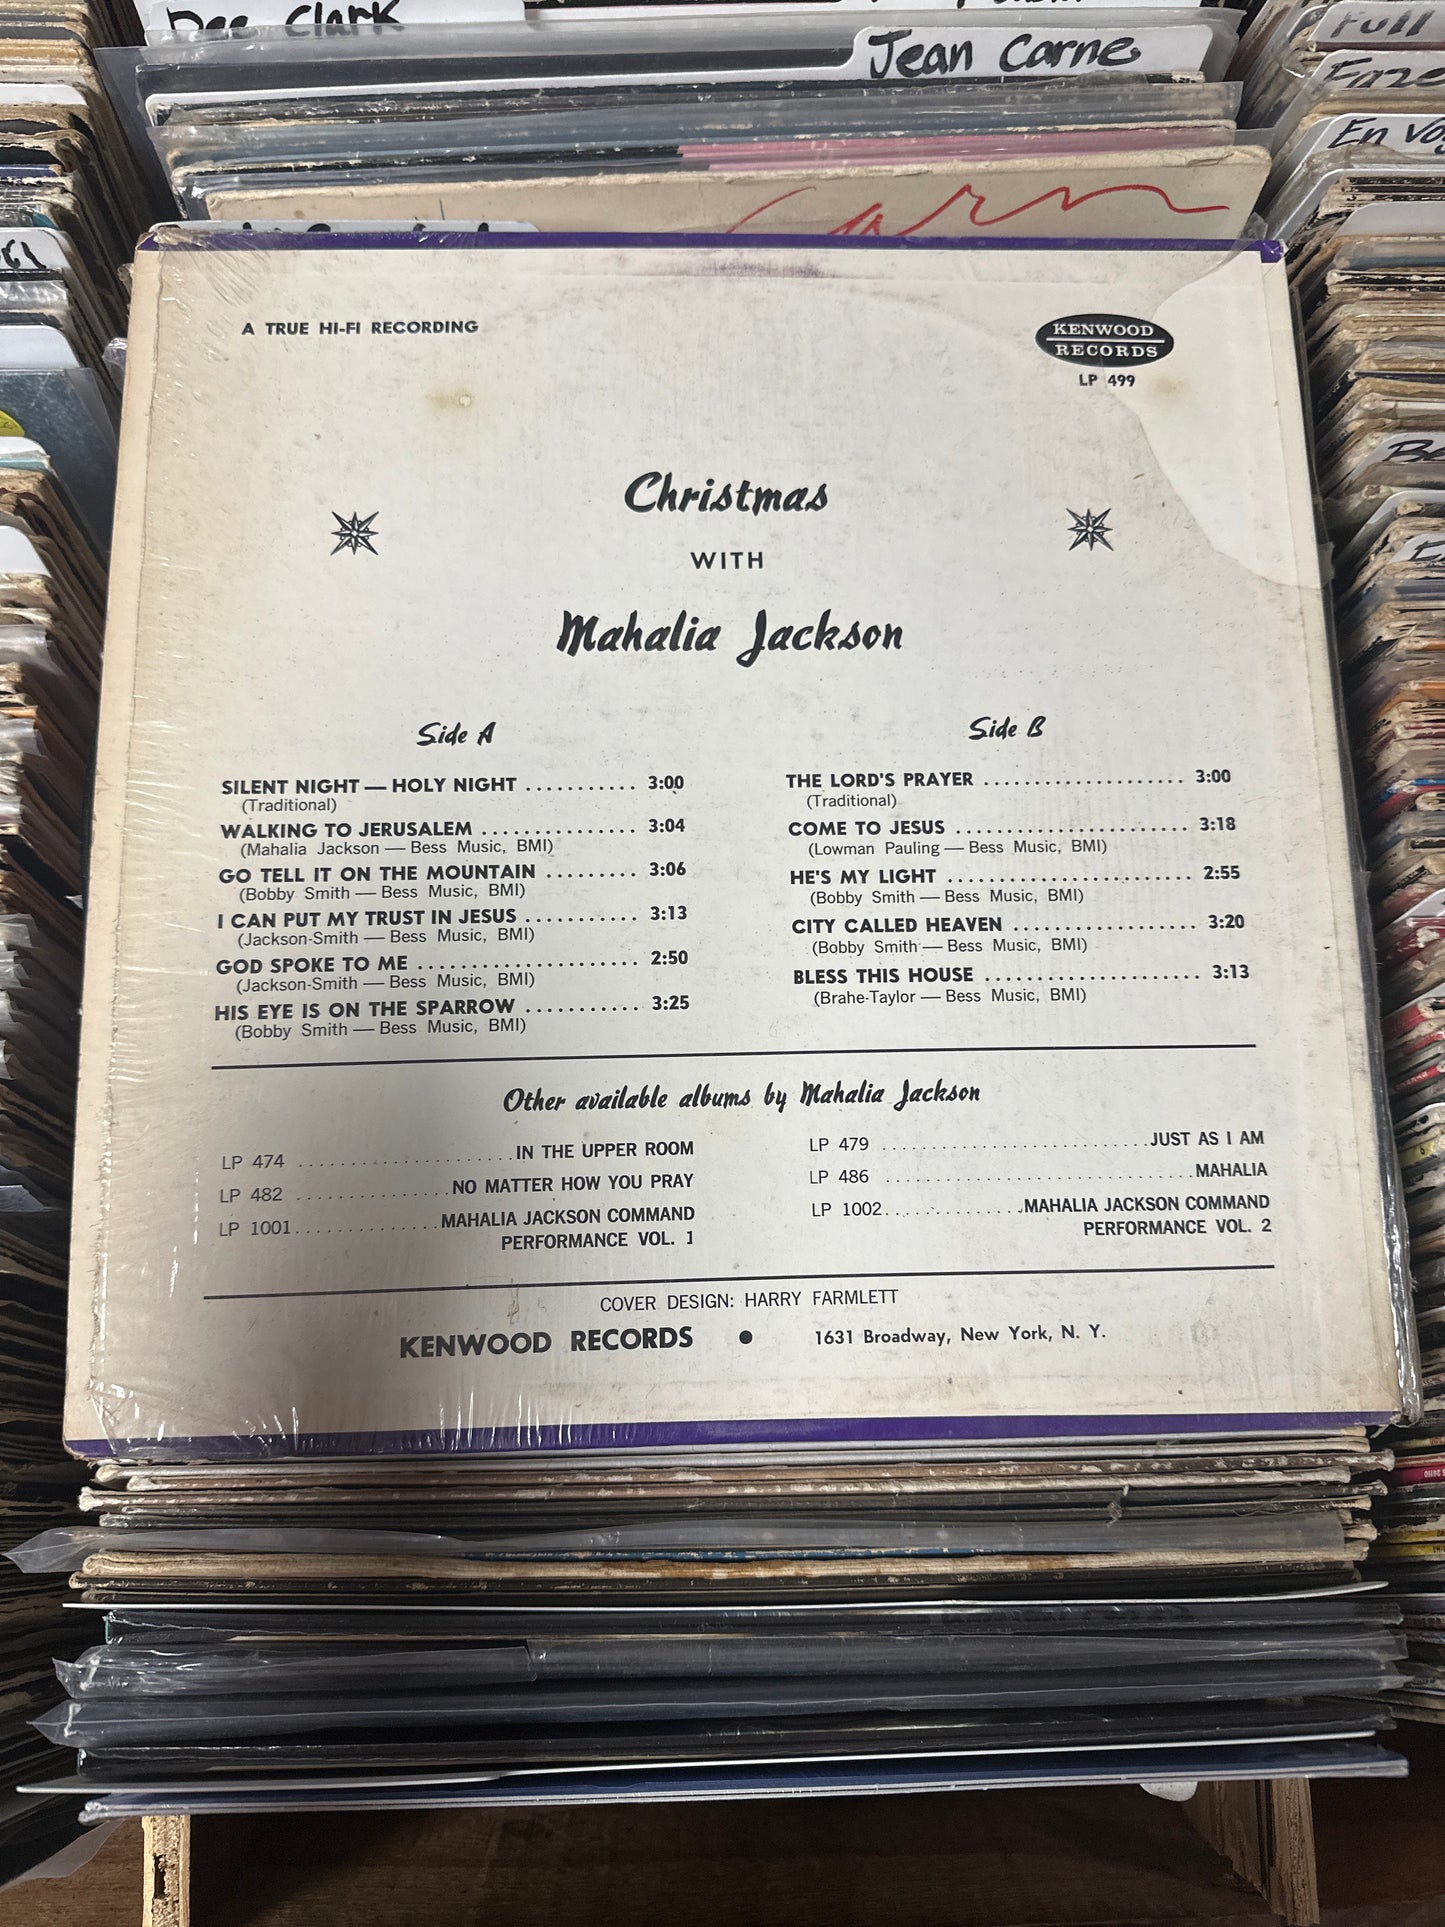 Dee Clark
Jean Carne
Full
En Vo
Carn
A TRUE HI-FI RECORDING
KENWOOD
RECORDS
LP 499
Christmas
WITH
Mahalia Jackson
Side A
SILENT NIGHT — HOLY NIGHT ........... 3:00
(Traditional)
WALKING TO JERUSALEM ............... 3:04
(Mahalia Jackson — Bess Music, BMI)
GO TELL IT ON THE MOUNTAIN ......... 3:06
(Bobby Smith — Bess Music, BMI)
I CAN PUT MY TRUST IN JESUS ........... 3:13
(Jackson-Smith — Bess Music, BMI)
GOD SPOKE TO ME ..................... 2:50
(Jackson-Smith — Bess Music, BMI)
HIS EYE IS ON THE SPARROW ........... 3:25
(Bobby Smith — Bess Music, BMI)
Side B
THE LORD'S PRAYER ................... 3:00
(Traditional)
COME TO JESUS ....................... 3:18
(Lowman Pauling — Bess Music, BMI)
HE'S MY LIGHT ........................ 2:55
(Bobby Smith — Bess Music, BMI)
CITY CALLED HEAVEN .................. 3:20
(Bobby Smith — Bess Music, BMI)
BLESS THIS HOUSE ..................... 3:13
(Brahe-Taylor — Bess Music, BMI)
Other available albums by Mahalia Jackson
LP 474 ..................... IN THE UPPER ROOM
LP 482 ............... NO MATTER HOW YOU PRAY
LP 1001 .............. MAHALIA JACKSON COMMAND
PERFORMANCE VOL. 1
LP 479 ......................... JUST AS I AM
LP 486 ............................. MAHALIA
LP 1002 ............. MAHALIA JACKSON COMMAND
PERFORMANCE VOL. 2
COVER DESIGN: HARRY FARMLETT
KENWOOD RECORDS • 1631 Broadway, New York, N. Y.